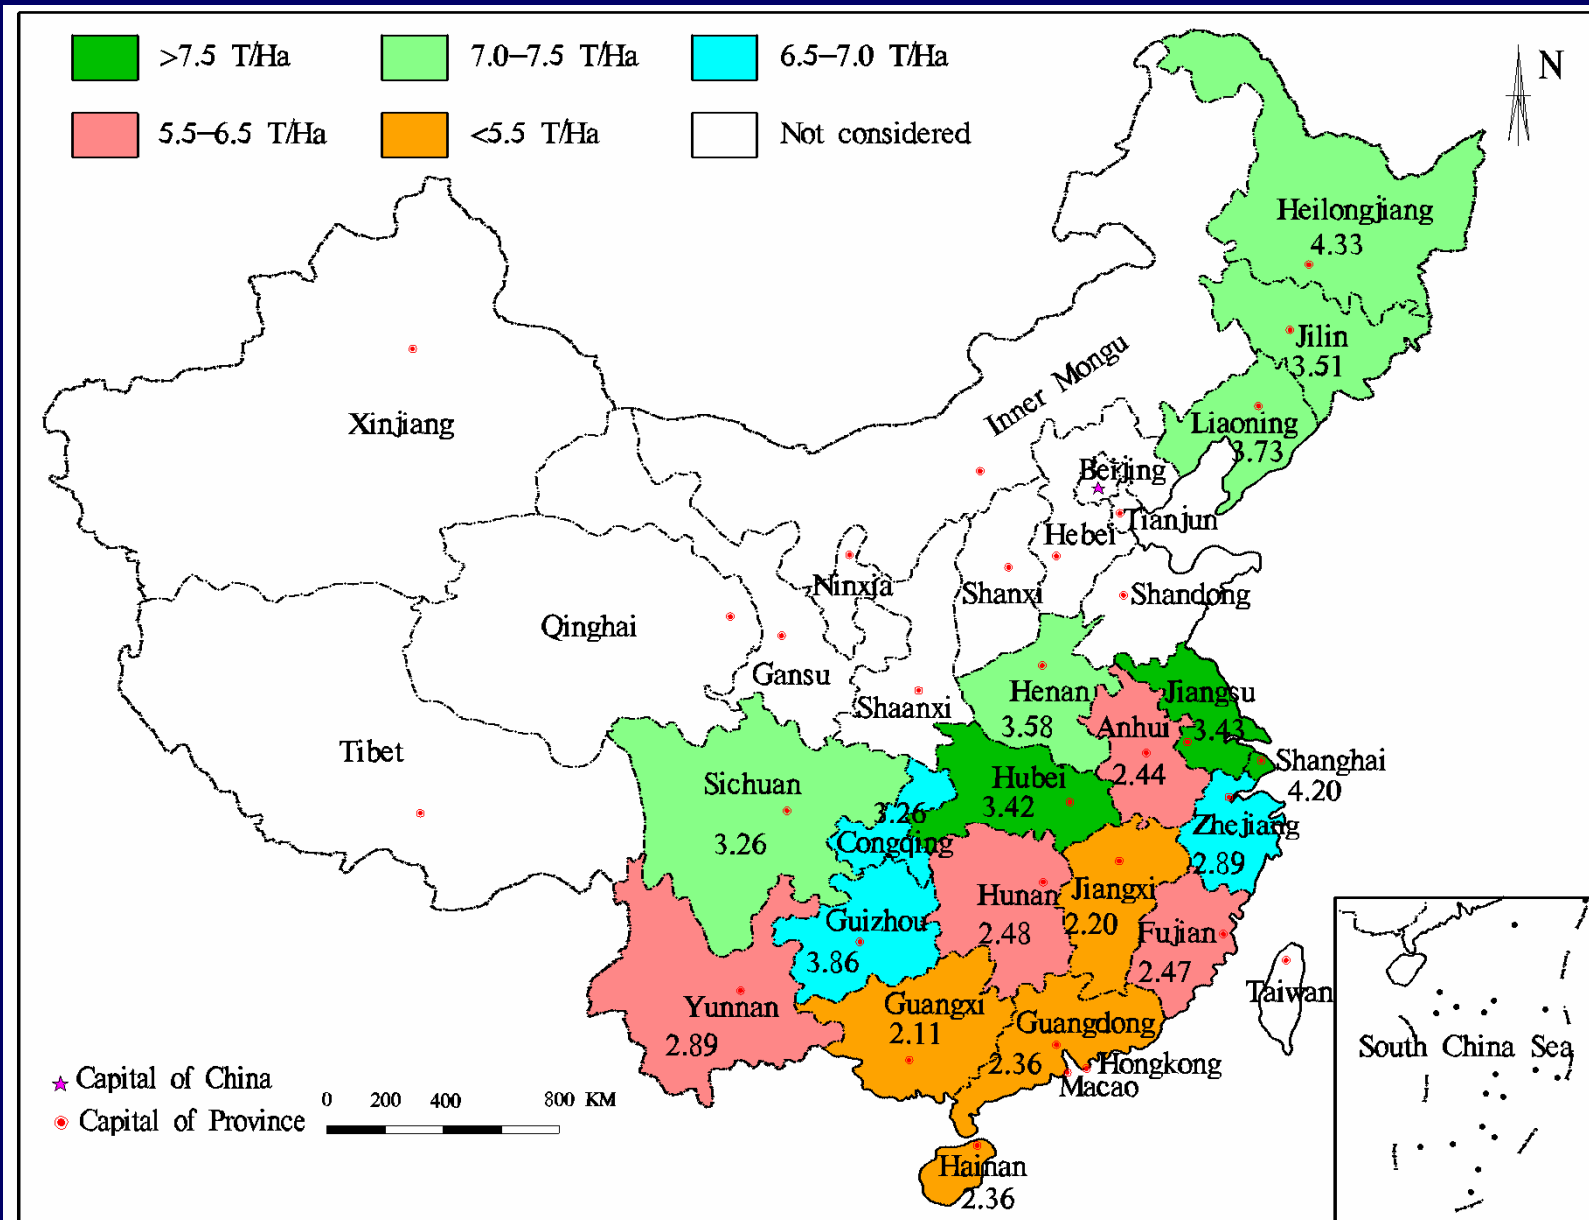 >7.5 T/Ha
7.0–7.5 T/Ha
6.5–7.0 T/Ha
5.5–6.5 T/Ha
<5.5 T/Ha
Not considered
N
Heilongjiang
4.33
Jilin
3.51
Liaoning
3.73
Inner Mongu
Xinjiang
Beijing
Tianjun
Hebei
Ninxja
Shanxi
Shandong
Qinghai
Gansu
Shaanxi
Henan
3.58
Jiangsu
3.43
Anhui
2.44
Tibet
Sichuan
3.26
Hubei
3.42
Shanghai
4.20
3.26
Congqing
Zhejiang
2.89
Guizhou
3.86
Hunan
2.48
Jiangxi
2.20
Fujian
2.47
Yunnan
2.89
Guangxi
2.11
Guangdong
2.36
Hongkong
Macao
Taiwan
South China Sea
Capital of China
Capital of Province
0 200 400 800 KM
Hainan
2.36